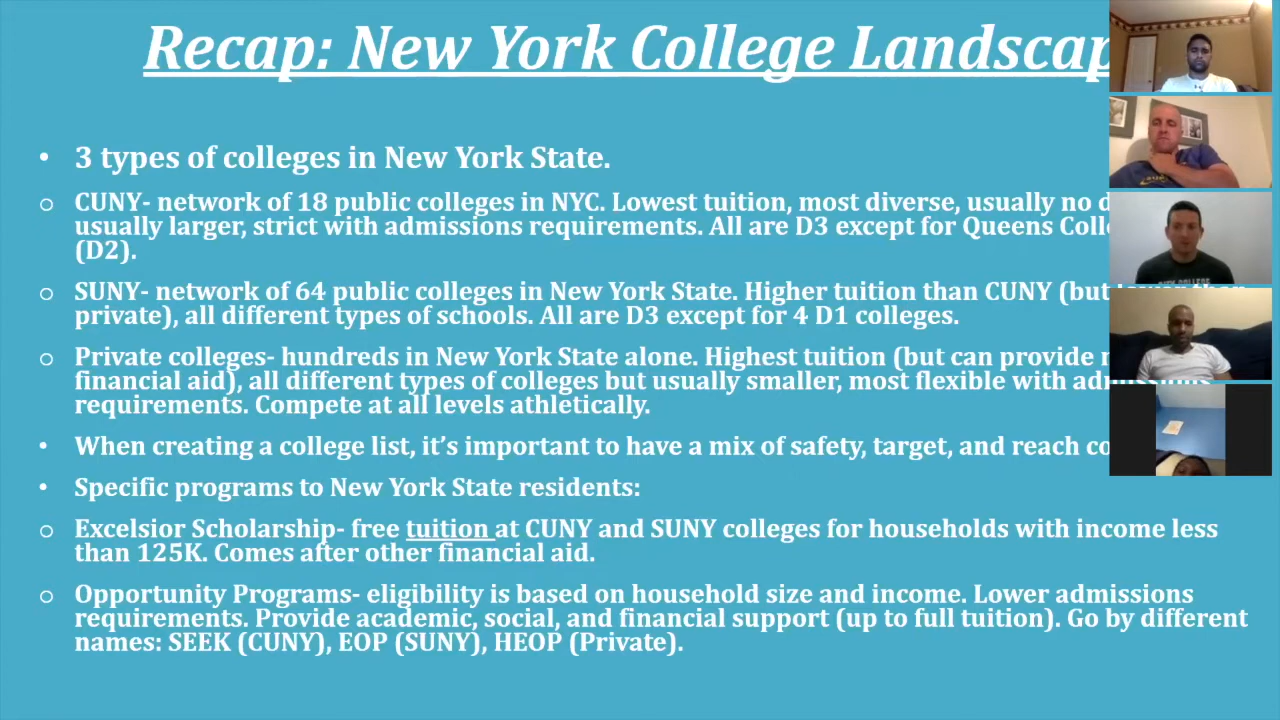 Recap: New York College Landscap
• 3 types of colleges in New York State.
o CUNY- network of 18 public colleges in NYC. Lowest tuition, most diverse, usually no
usually larger, strict with admissions requirements. All are D3 except for Queens
(D2).
o SUNY- network of 64 public colleges in New York State. Higher tuition than CUNY (but lower than
private), all different types of schools. All are D3 except for 4 D1 colleges.
o Private colleges- hundreds in New York State alone. Highest tuition (but can provide
financial aid), all different types of colleges but usually smaller, most flexible with admissions
requirements. Compete at all levels athletically.
• When creating a college list, it's important to have a mix of safety, target, and reach
• Specific programs to New York State residents:
o Excelsior Scholarship- free tuition at CUNY and SUNY colleges for households with income less
than 125K. Comes after other financial aid.
o Opportunity Programs- eligibility is based on household size and income. Lower admissions
requirements. Provide academic, social, and financial support (up to full tuition). Go by different
names: SEEK (CUNY), EOP (SUNY), HEOP (Private).